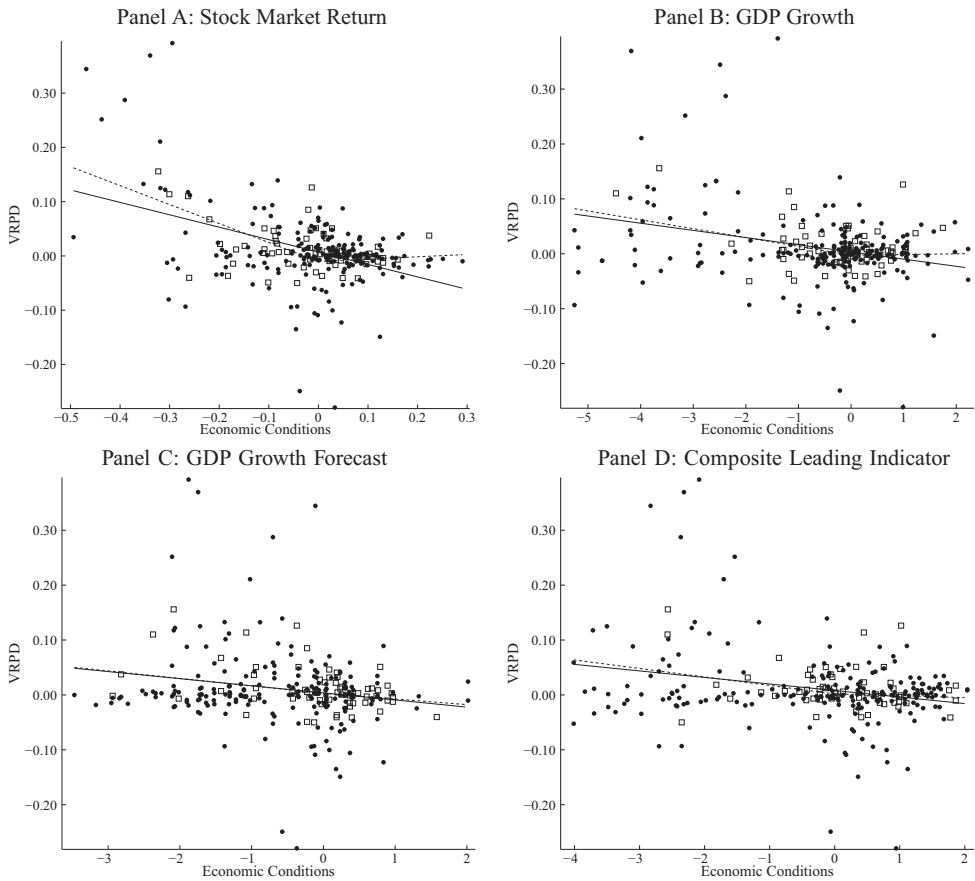 Panel A: Stock Market Return
VRPD
0.30
0.20
0.10
0.00
−0.10
−0.20
−0.5 −0.4 −0.3 −0.2 −0.1 0 0.1 0.2 0.3
Economic Conditions
Panel B: GDP Growth
VRPD
0.30
0.20
0.10
0.00
−0.10
−0.20
−5 −4 −3 −2 −1 0 1 2
Economic Conditions
Panel C: GDP Growth Forecast
VRPD
0.30
0.20
0.10
0.00
−0.10
−0.20
−3 −2 −1 0 1 2
Economic Conditions
Panel D: Composite Leading Indicator
VRPD
0.30
0.20
0.10
0.00
−0.10
−0.20
−4 −3 −2 −1 0 1 2
Economic Conditions